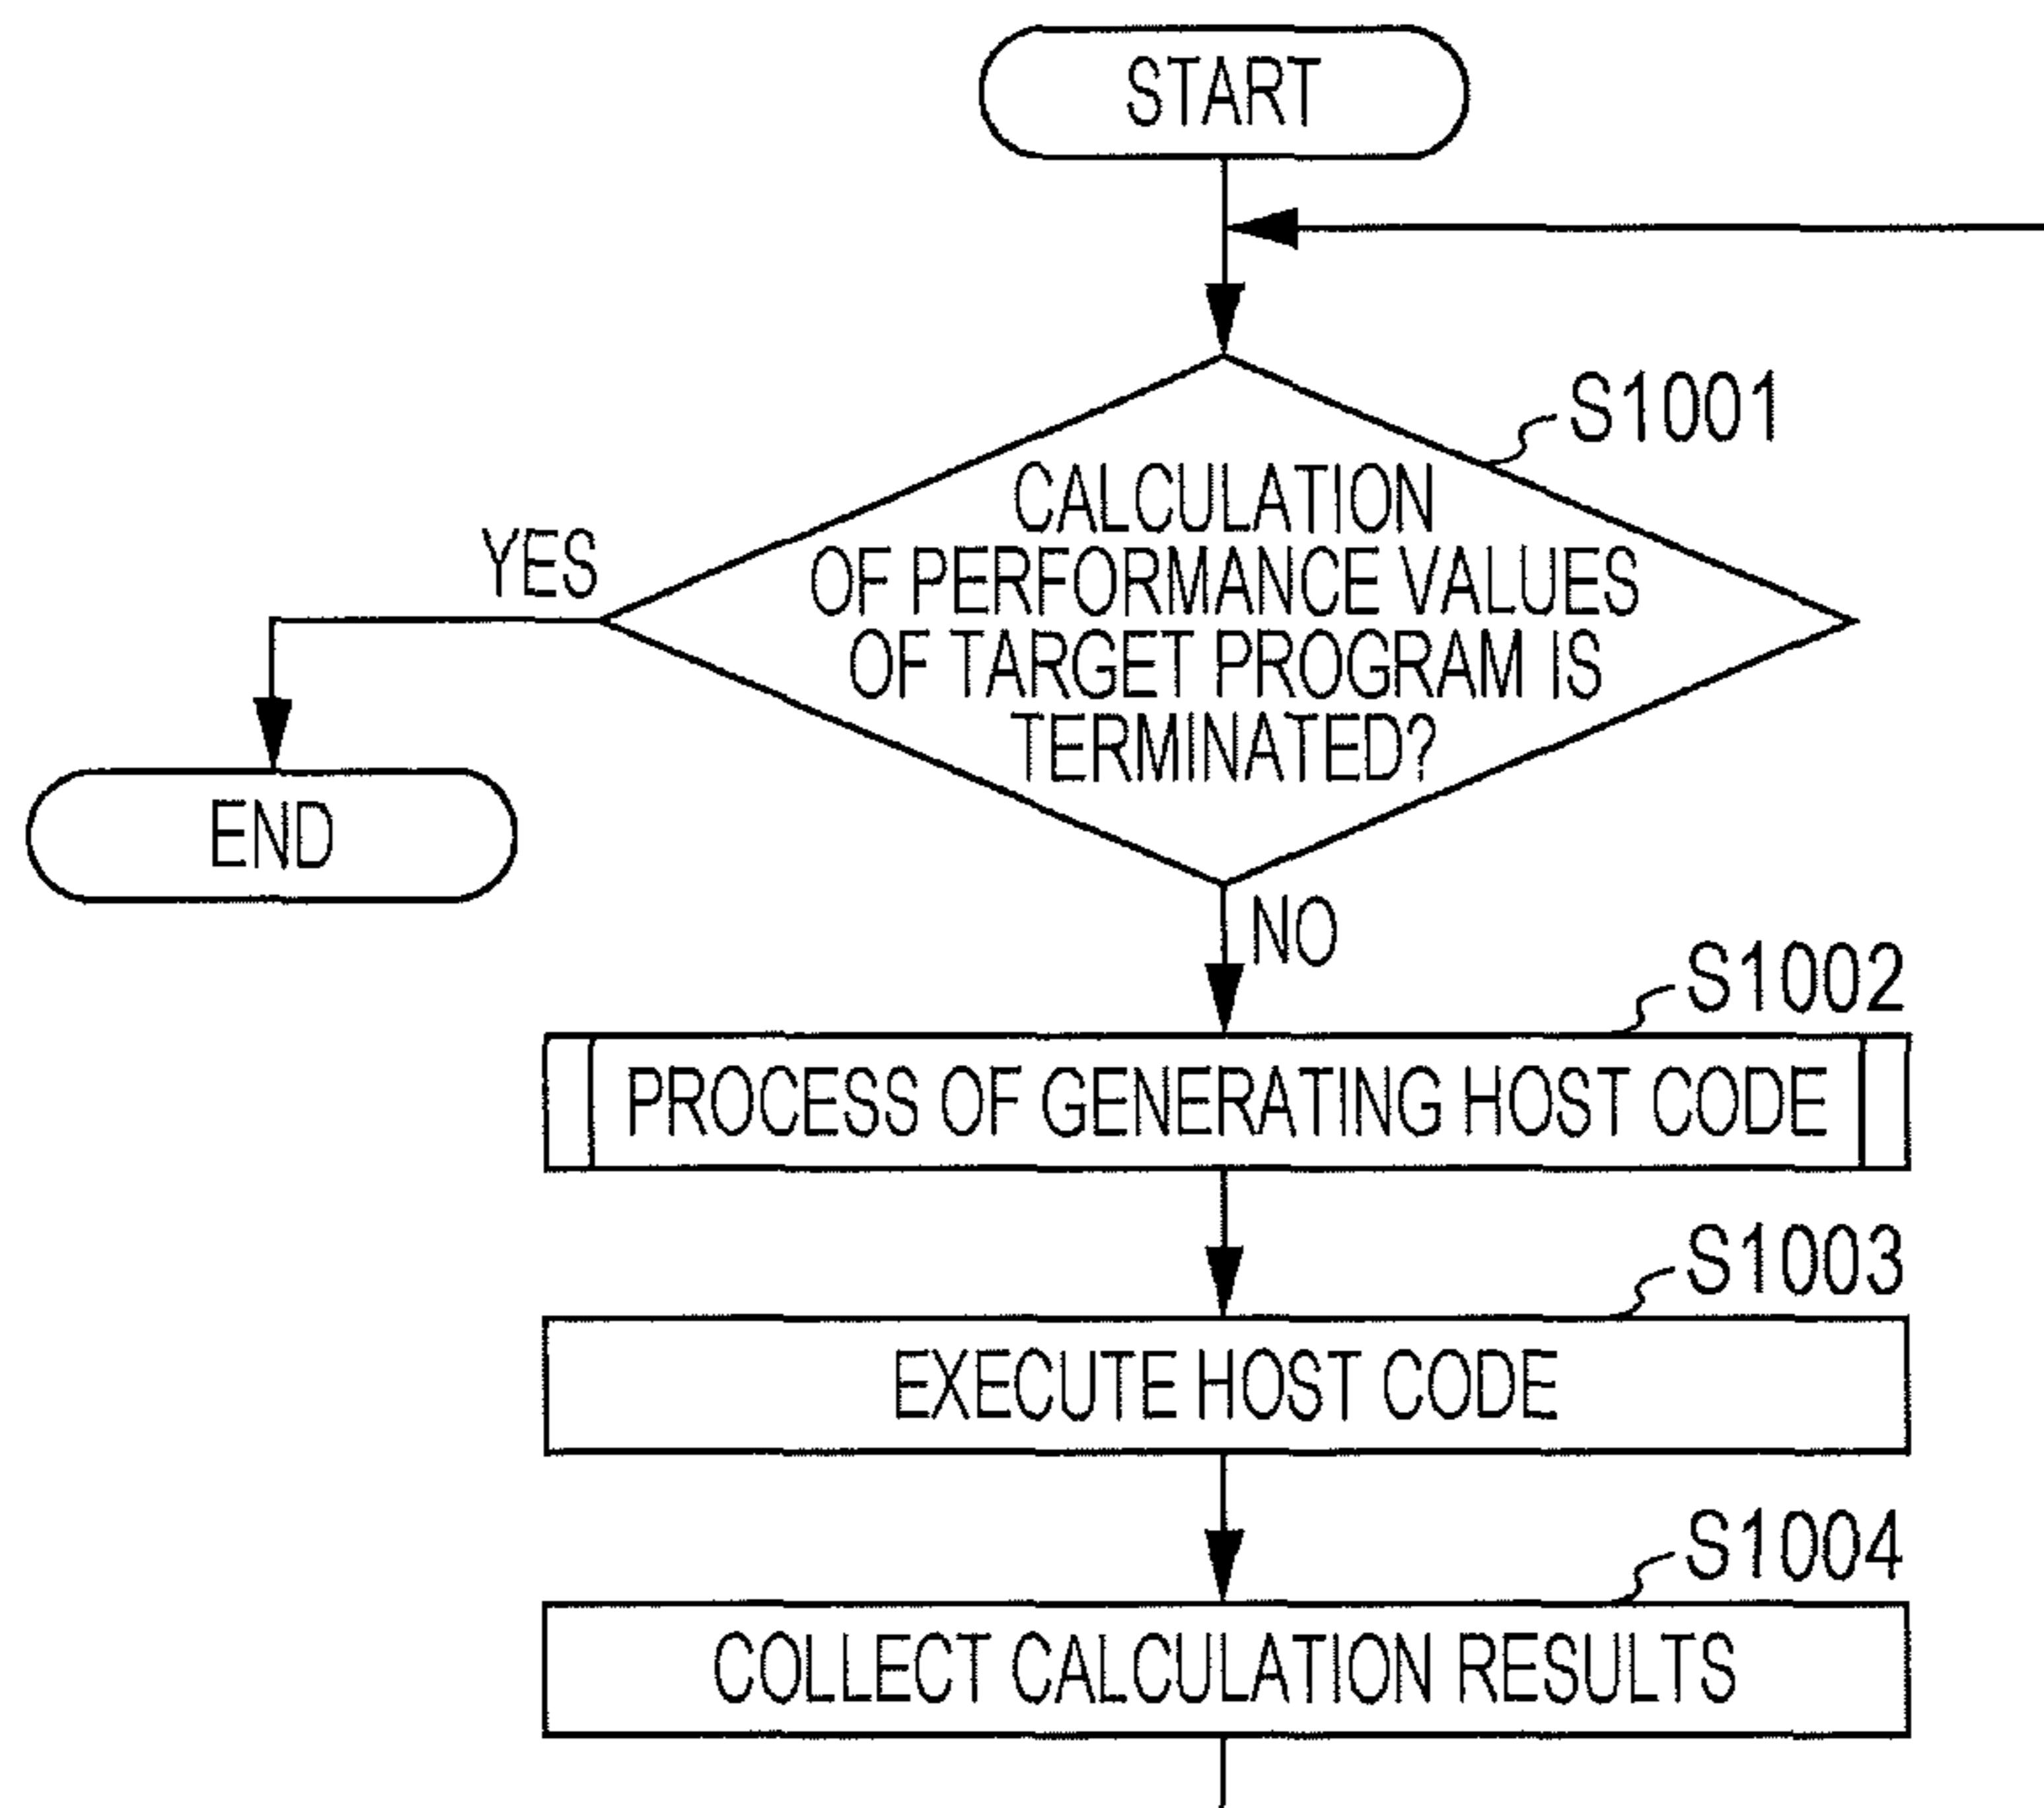 START
S1001
CALCULATION
OF PERFORMANCE VALUES
OF TARGET PROGRAM IS
TERMINATED?
YES
END
NO
S1002
PROCESS OF GENERATING HOST CODE
S1003
EXECUTE HOST CODE
S1004
COLLECT CALCULATION RESULTS